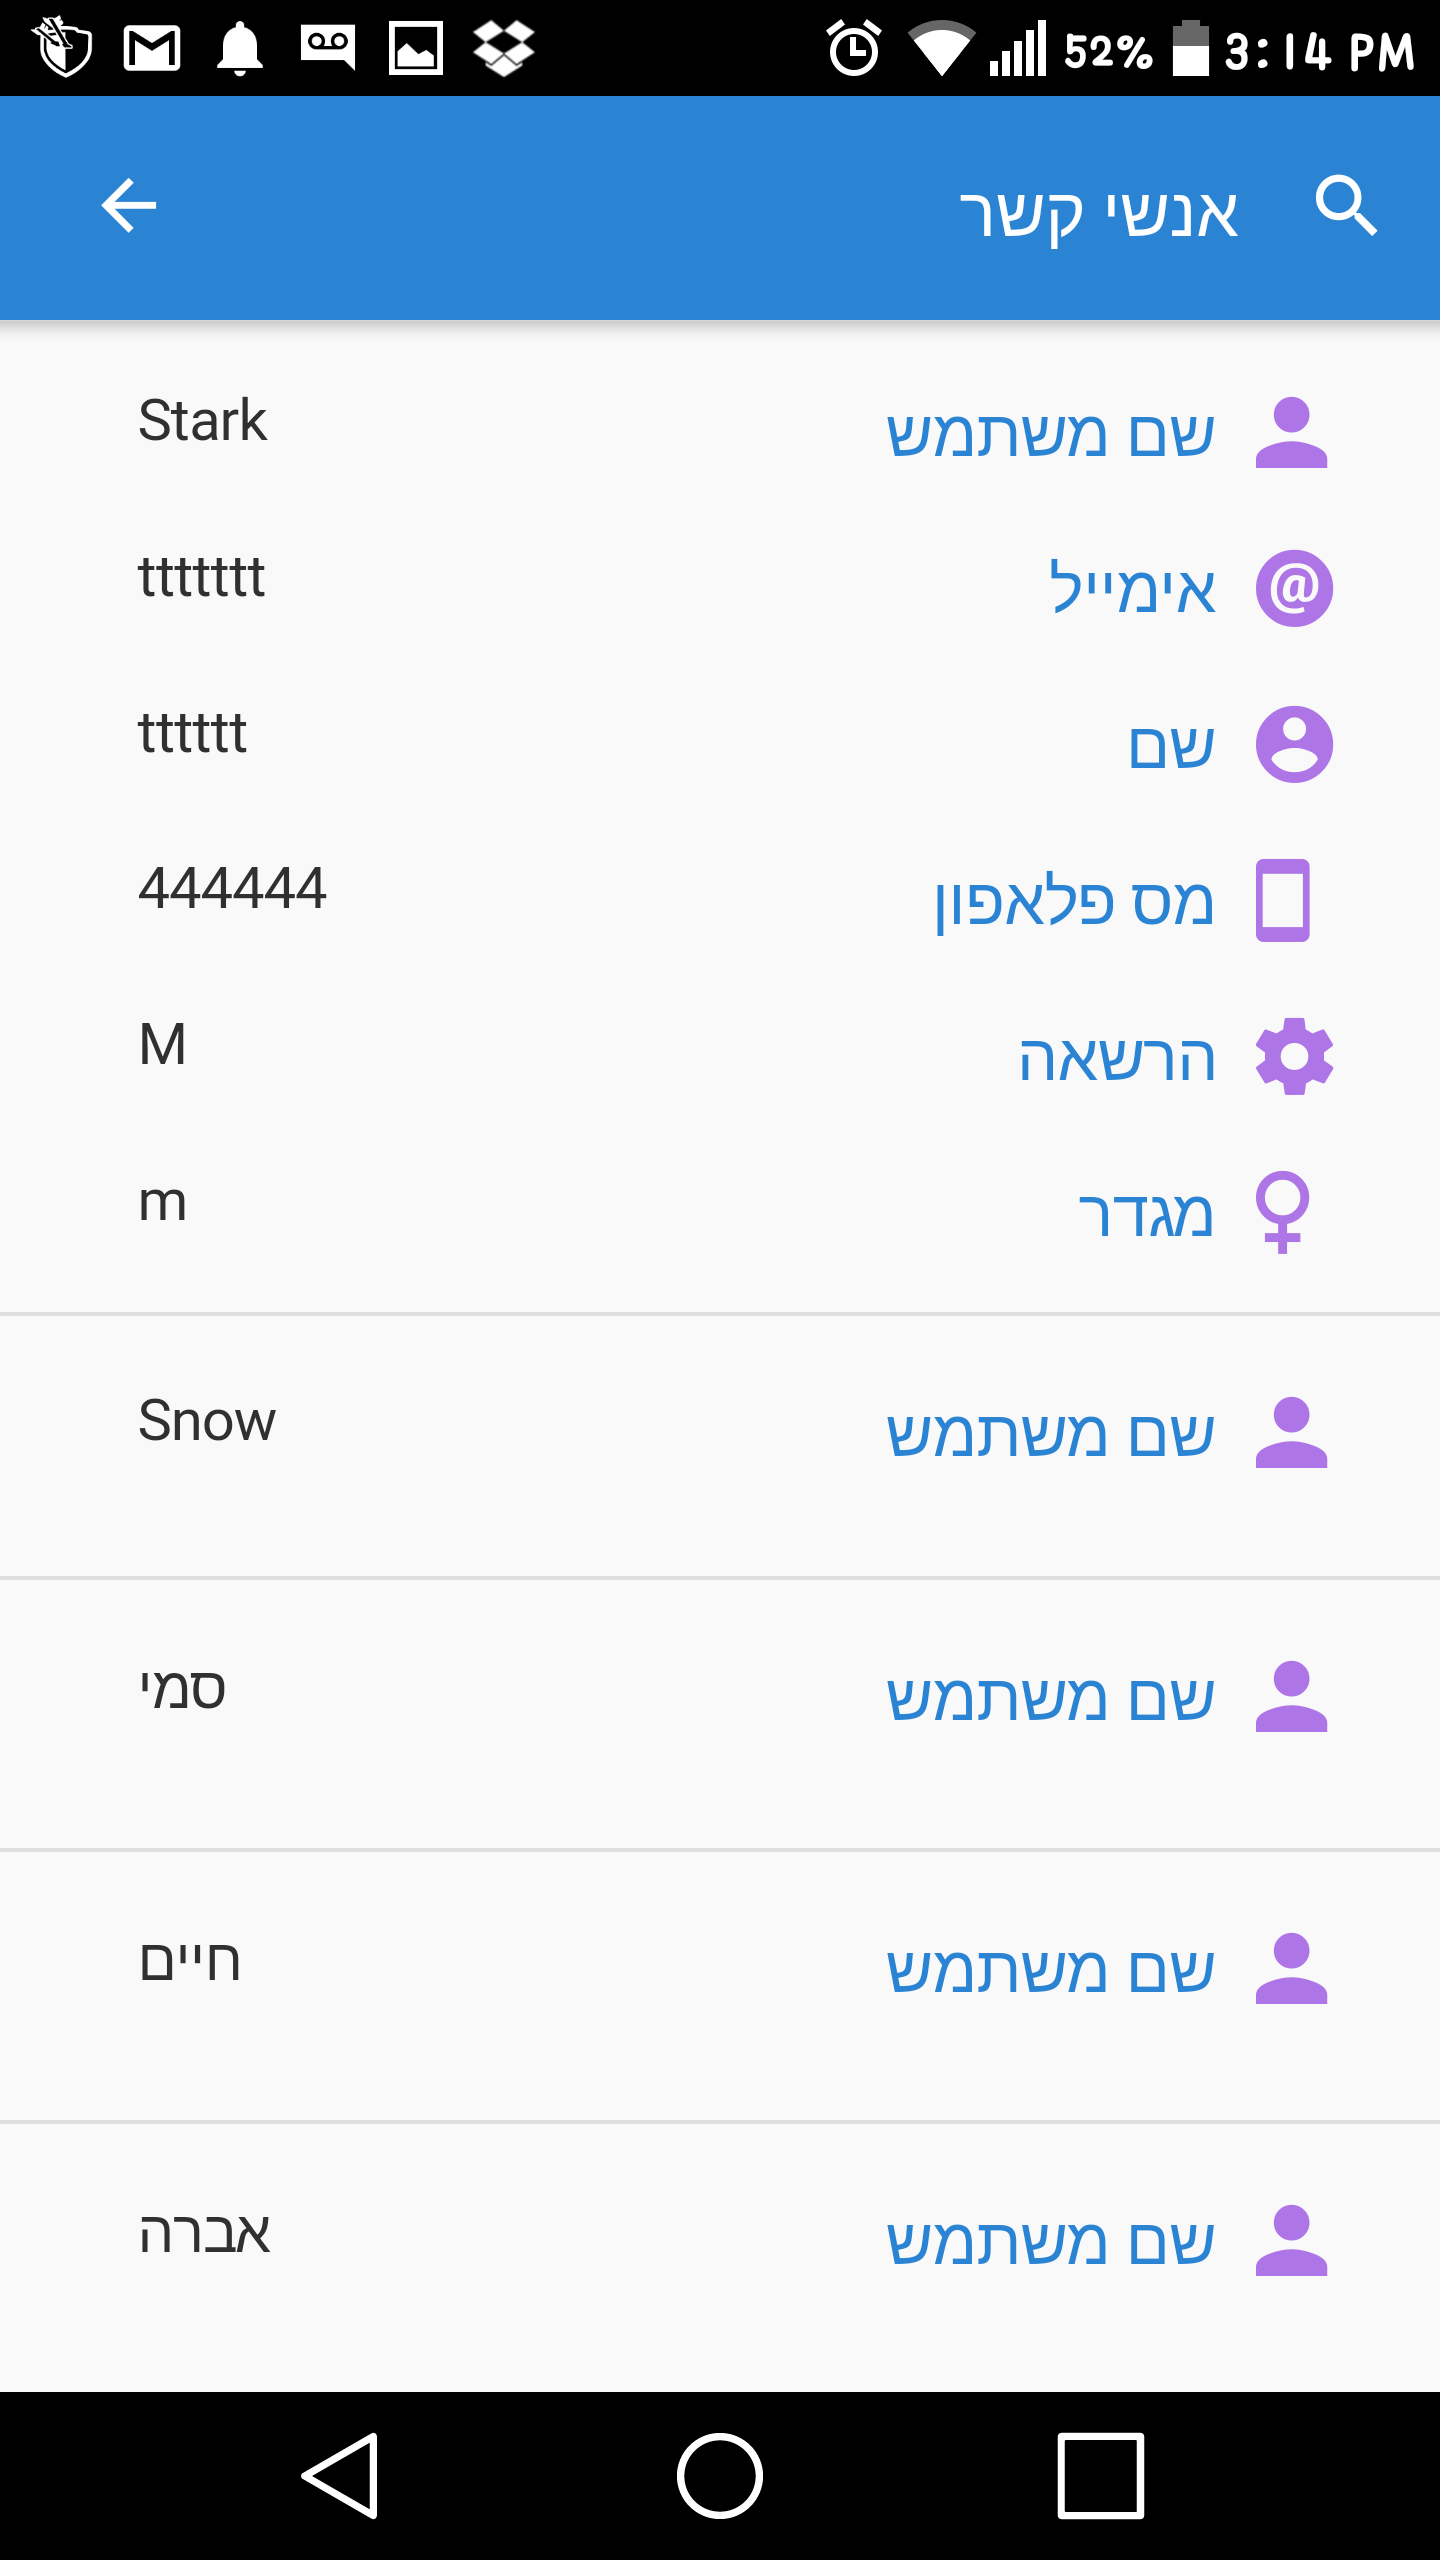 52% 3:14 PM
אנשי קשר
שם משתמש Stark
אימייל ttttttt
שם tttttt
מס פלאפון 444444
הרשאה M
מגדר m
שם משתמש Snow
שם משתמש סמי
שם משתמש חיים
שם משתמש אברה